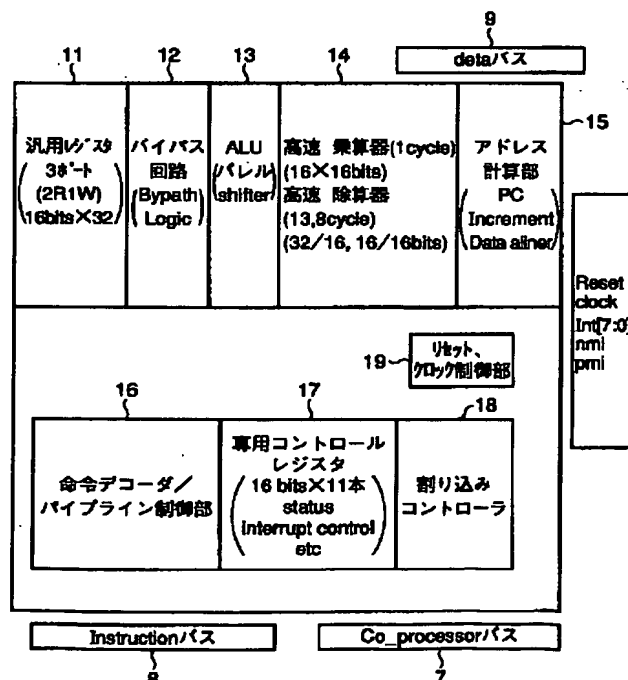 9
detaバス
11
12
13
14
15
汎用レジスタ
3ポート
(2R1W)
16bits×32
バイパス
回路
(Bypath
Logic)
ALU
(バレル
shifter)
高速 乗算器(1cycle)
(16×16bits)
高速 除算器
(13,8cycle)
(32/16, 16/16bits)
アドレス
計算部
PC
Increment
Data aliner
Reset
clock
Int[7:0]
nmi
pmi
19
リセット、
クロック制御部
16
17
18
命令デコーダ/
パイプライン制御部
専用コントロール
レジスタ
16 bits×11本
status
interrupt control
etc
割り込み
コントローラ
Instructionバス
Co_processorバス
8
7